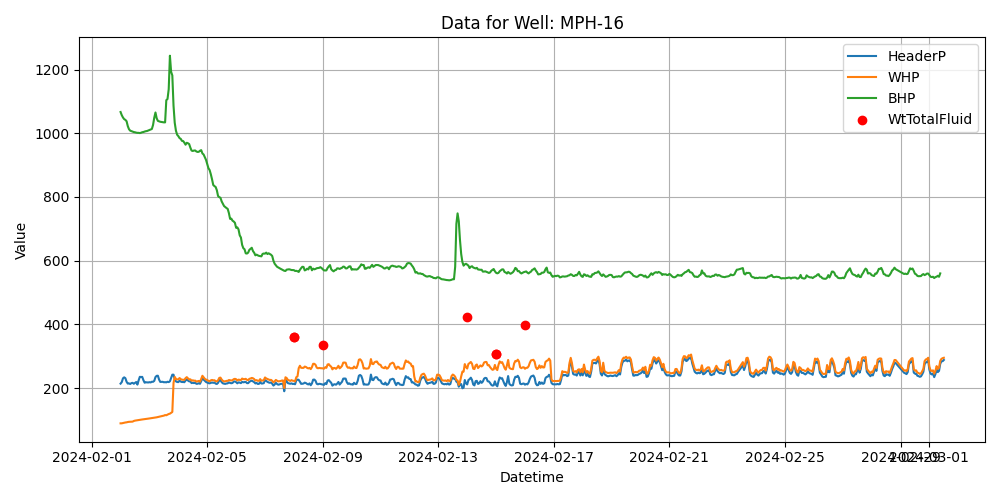 Data for Well: MPH-16
HeaderP
WHP
BHP
WtTotalFluid
Value
1200
1000
800
600
400
200
2024-02-01
2024-02-05
2024-02-09
2024-02-13
2024-02-17
2024-02-21
2024-02-25
2024-02-29
2024-03-01
Datetime